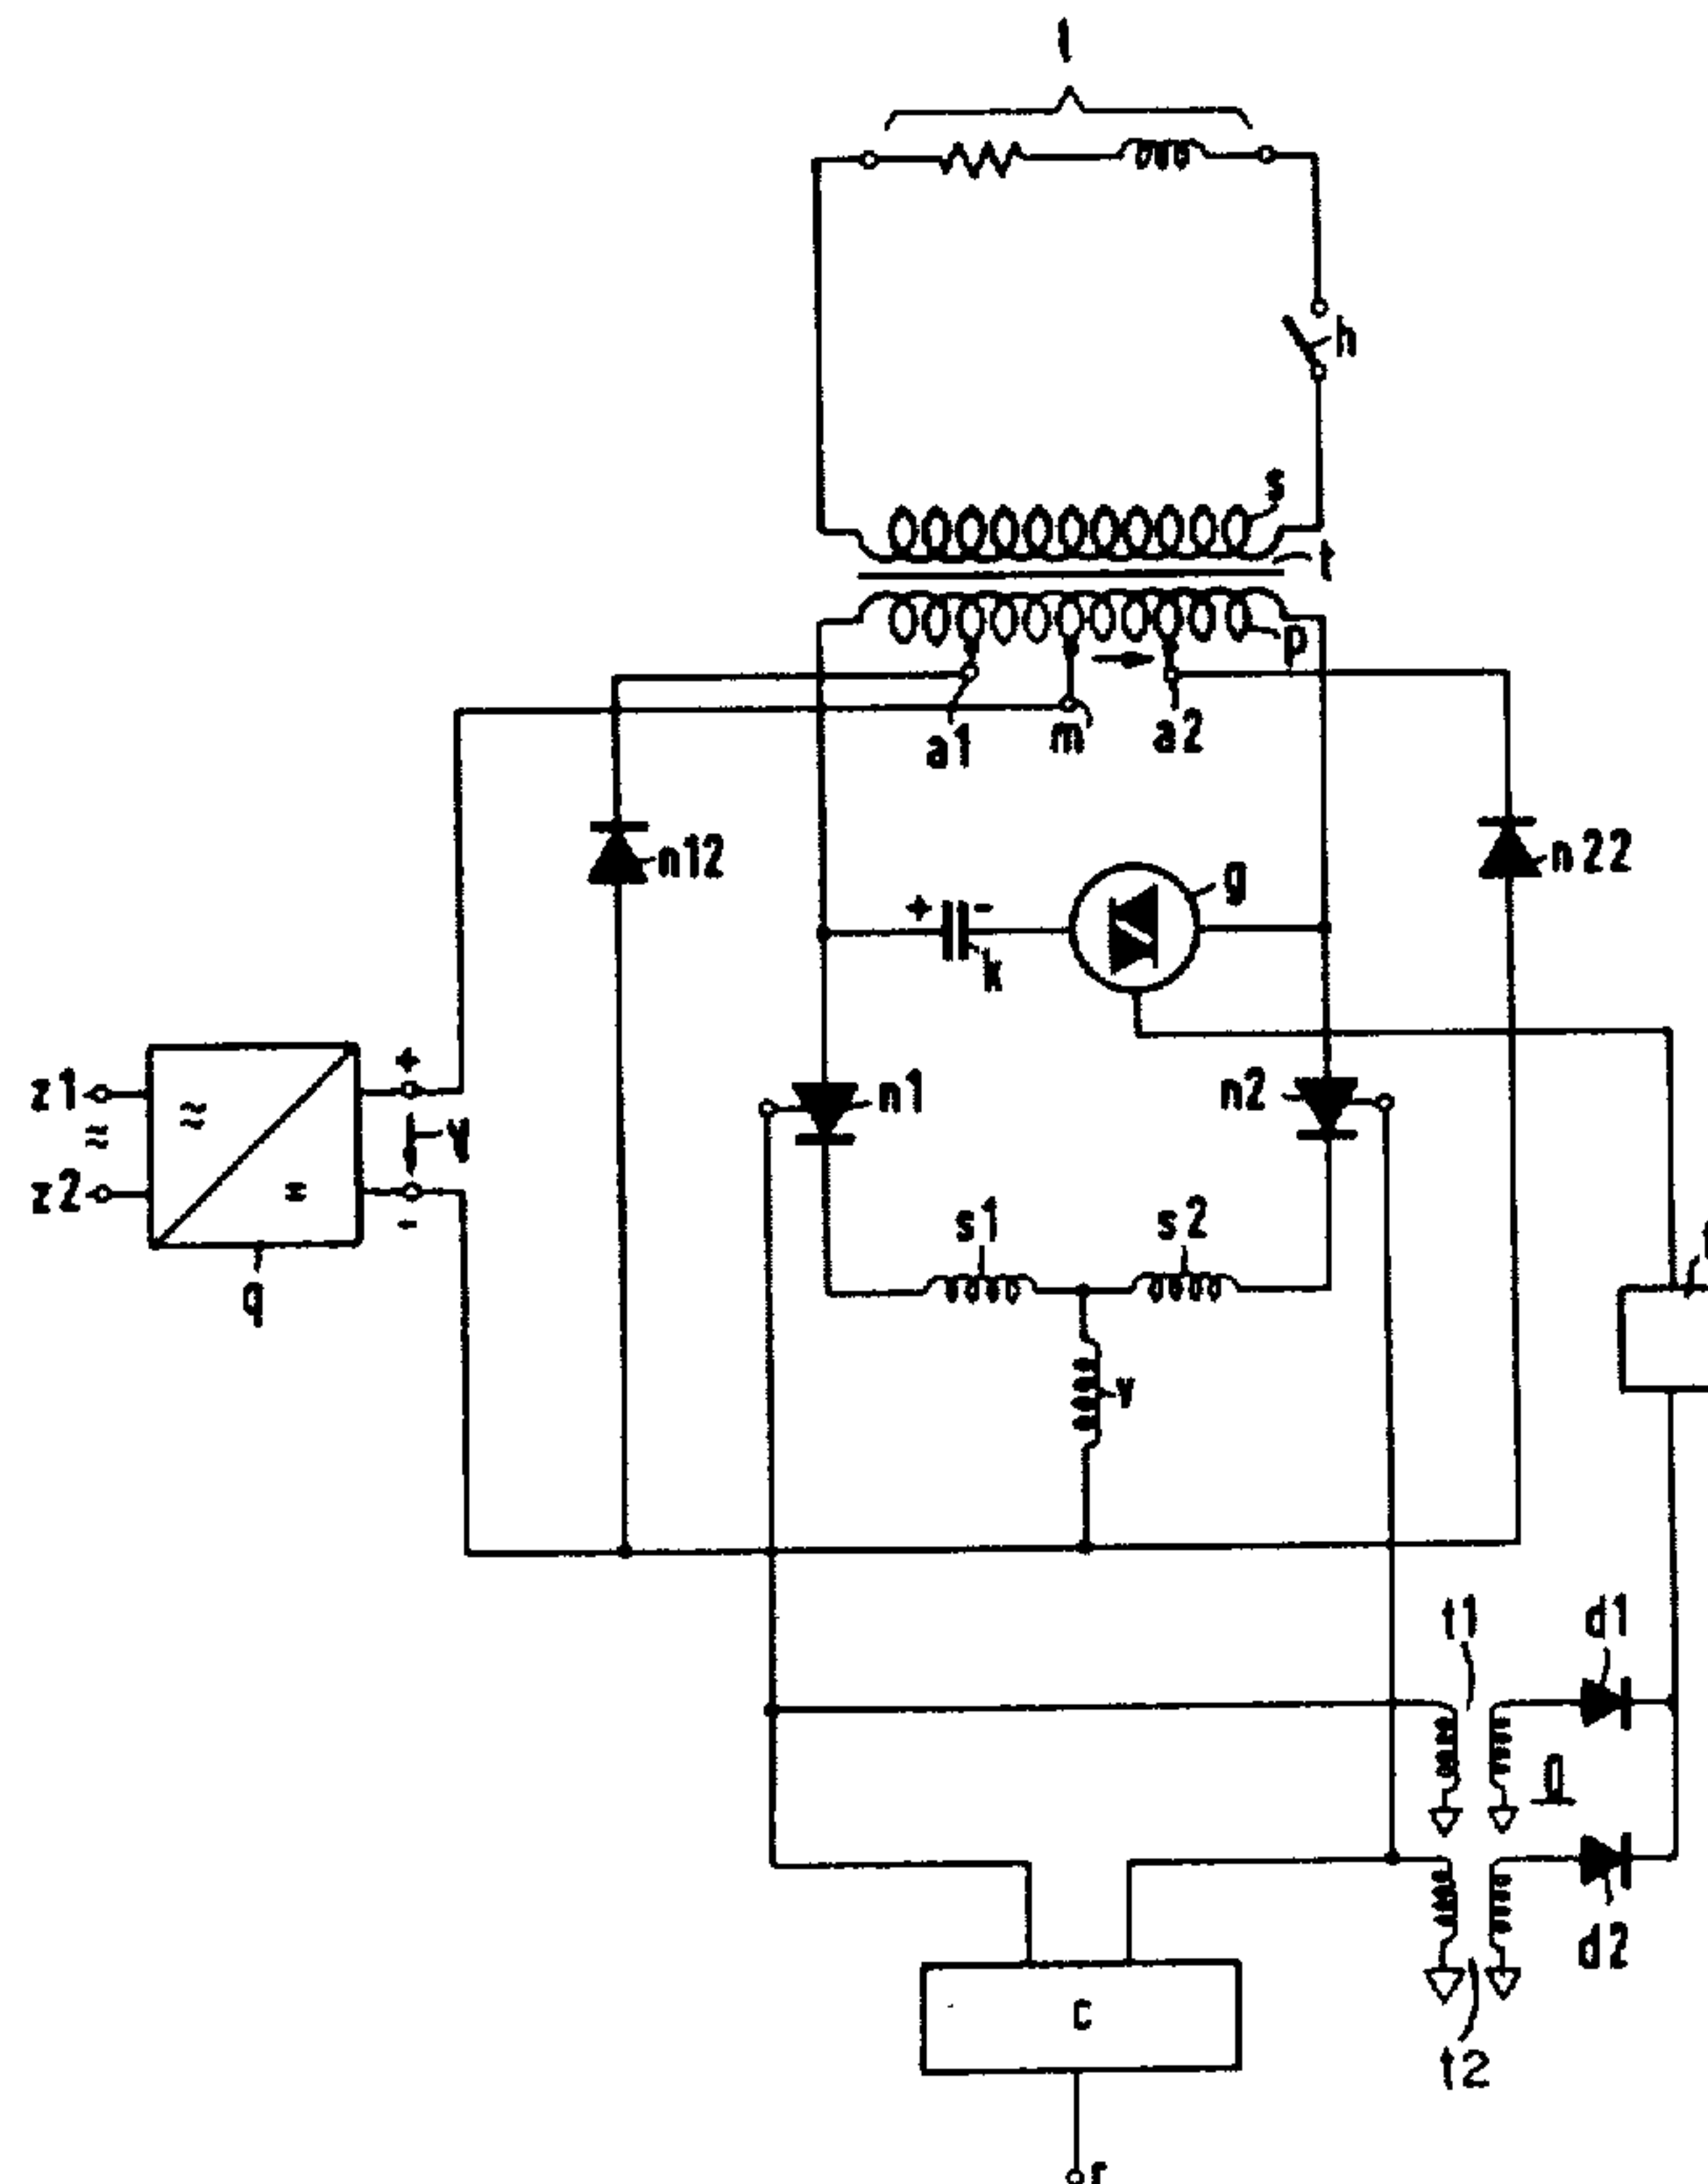 l
h
s
t
p
a1
m
a2
n12
n22
+
-
g
k
z1
≈
z2
≈
=
+
-
q
n1
n2
s1
s2
v
t1
d1
d2
t2
c
r